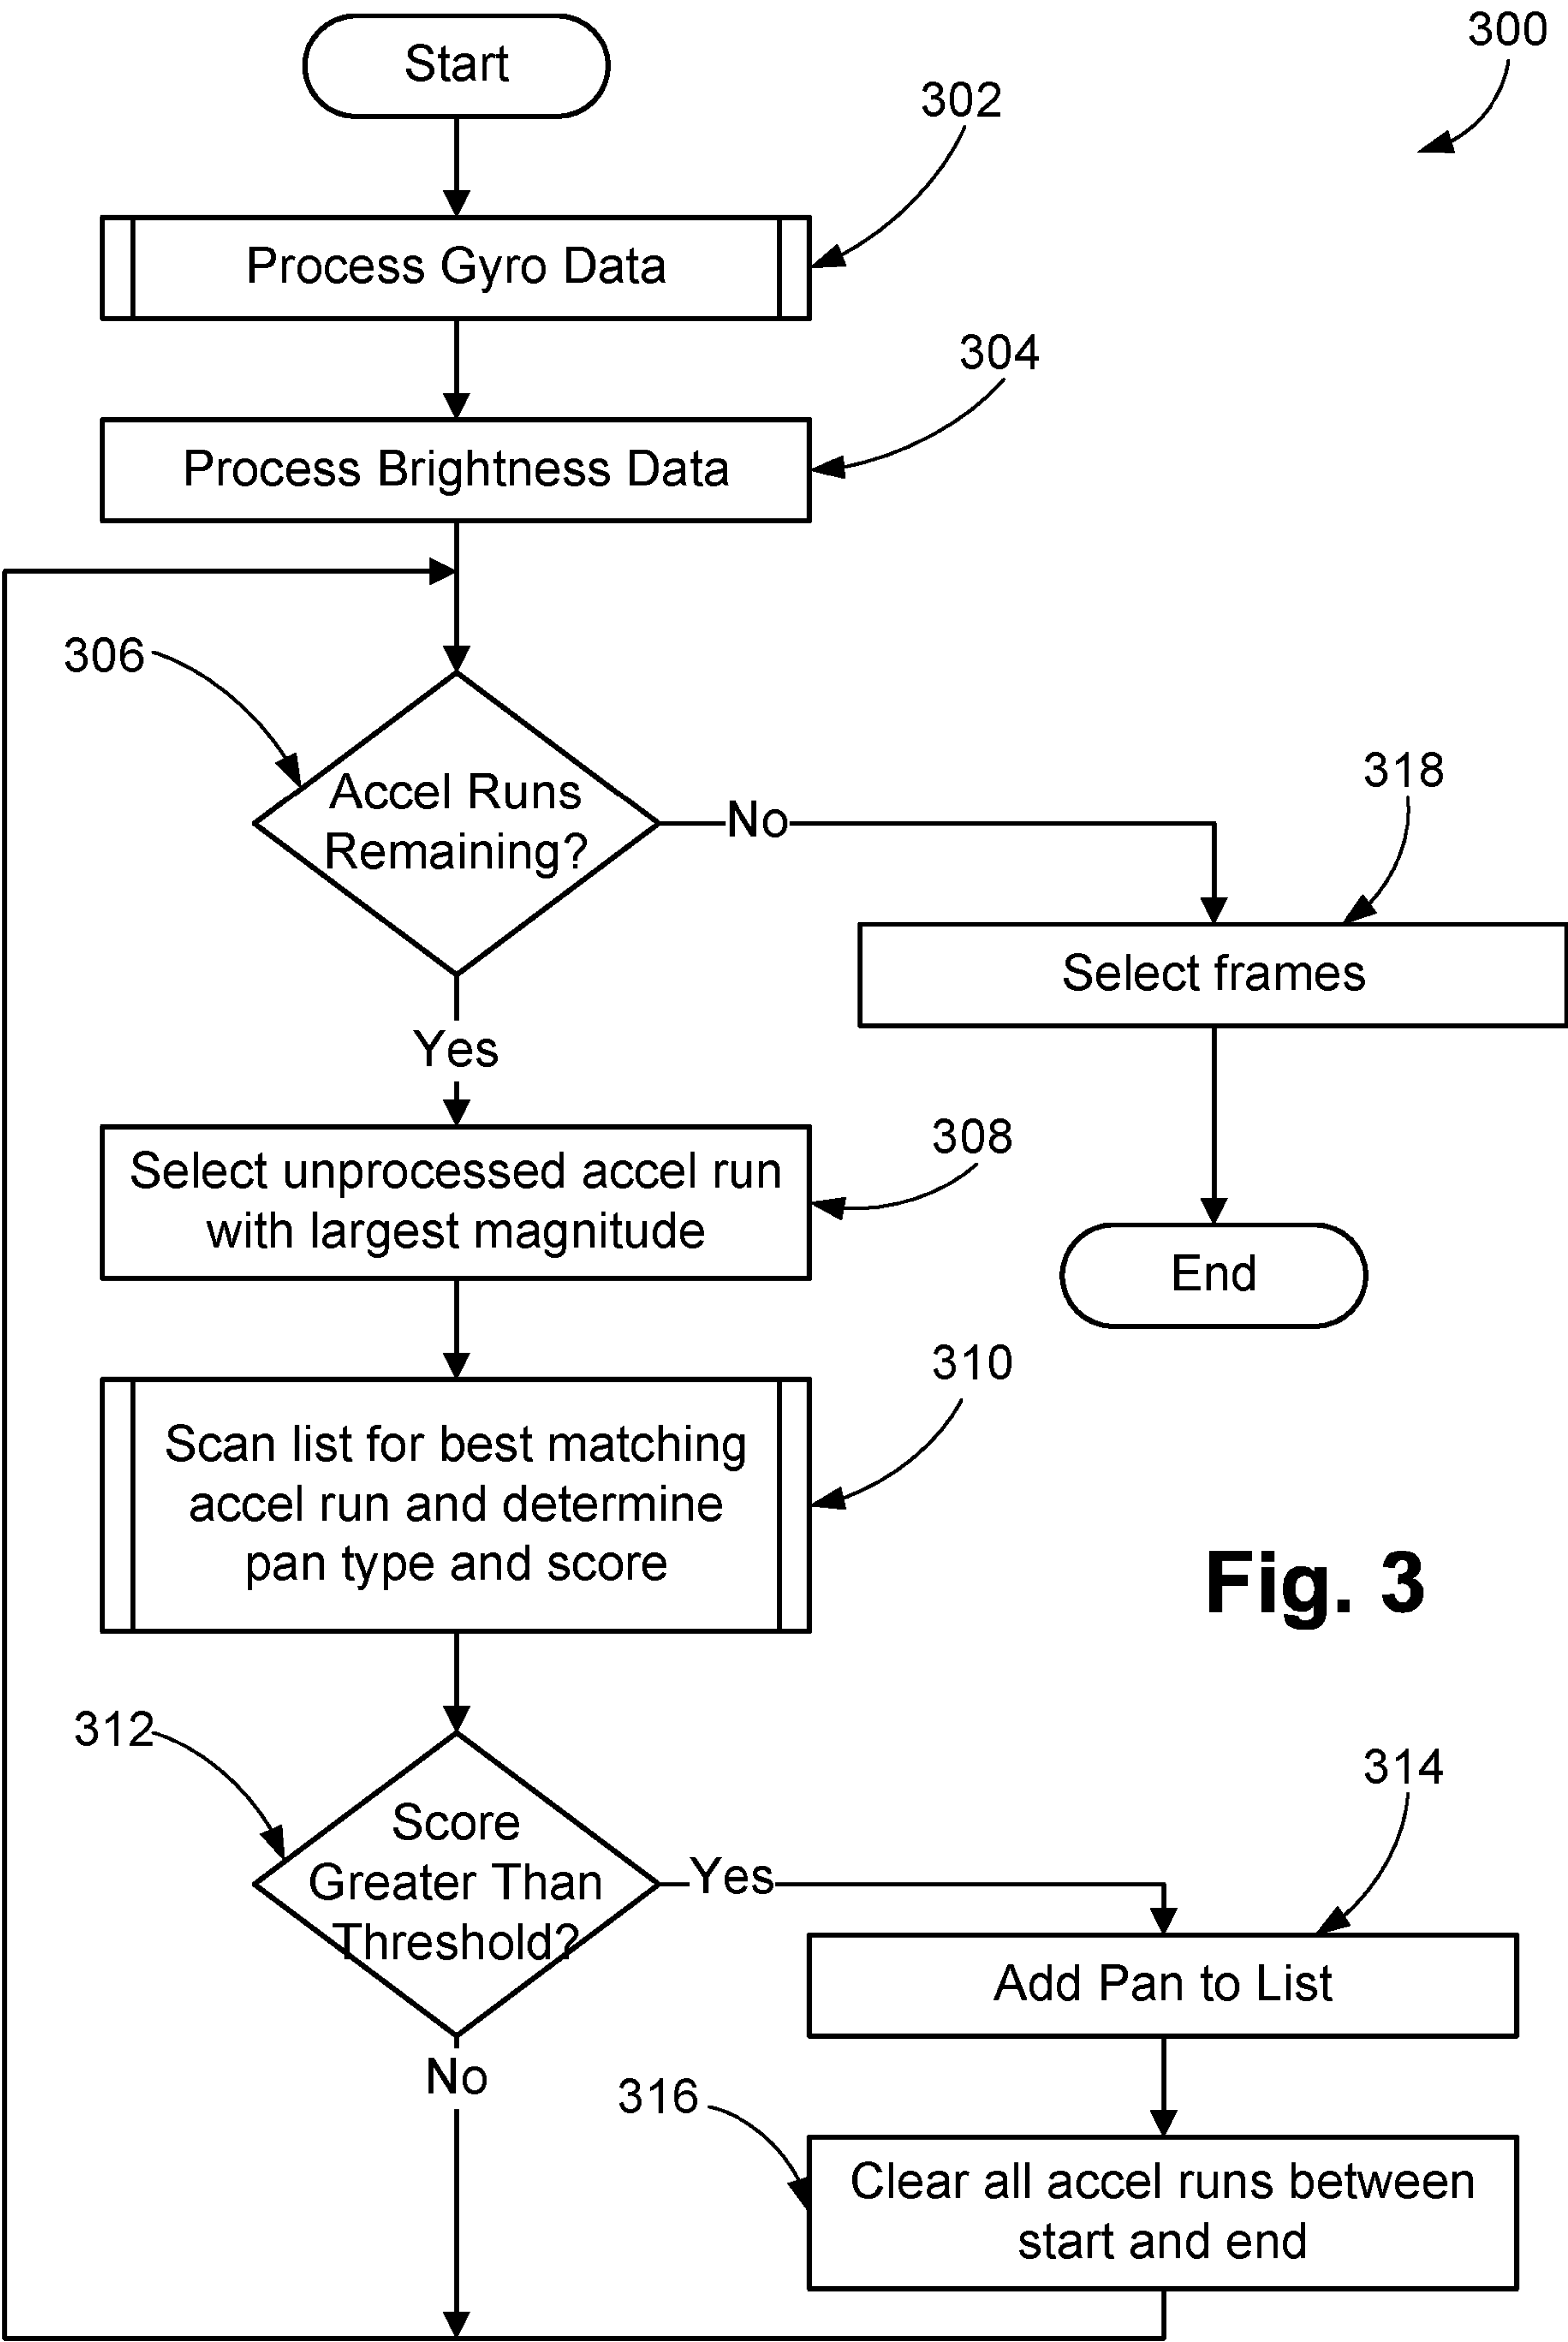 Start
300
302
Process Gyro Data
304
Process Brightness Data
306
Accel Runs
Remaining?
No
318
Select frames
Yes
308
Select unprocessed accel run
with largest magnitude
End
310
Scan list for best matching
accel run and determine
pan type and score
Fig. 3
312
Score
Greater Than
Threshold?
Yes
314
Add Pan to List
No
316
Clear all accel runs between
start and end